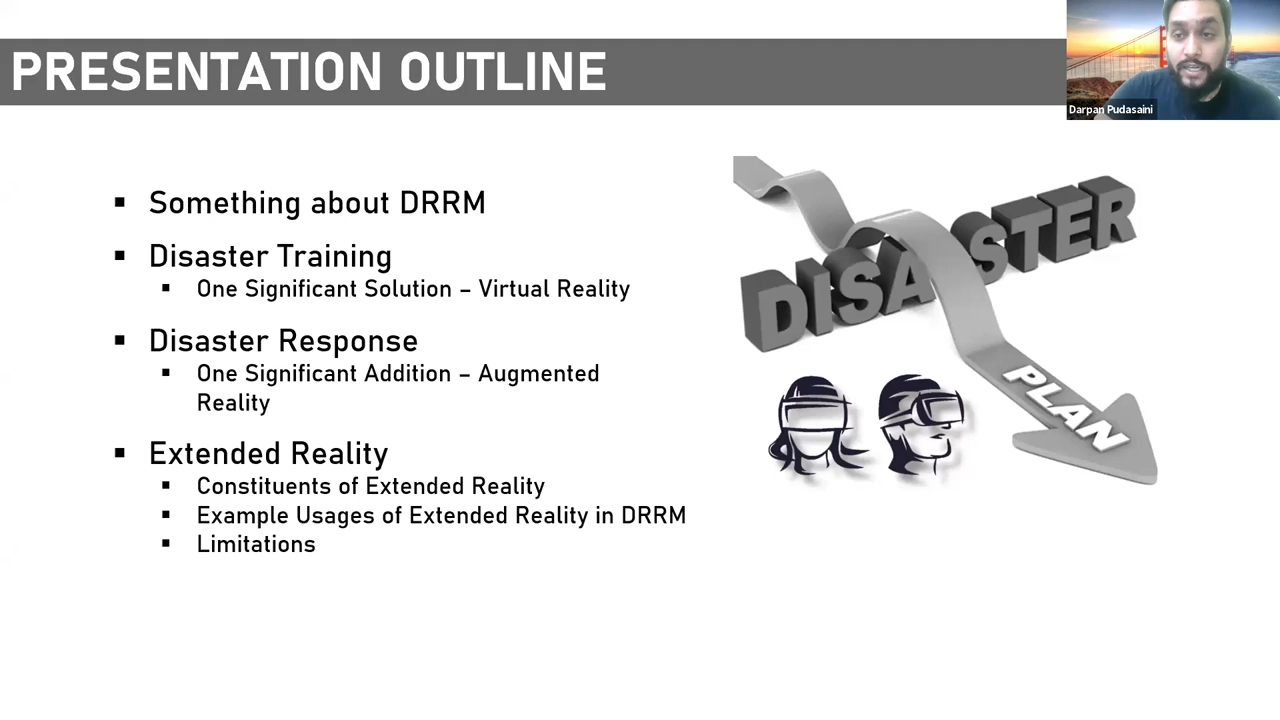 PRESENTATION OUTLINE
Darpan Pudasaini
Something about DRRM
Disaster Training
One Significant Solution – Virtual Reality
Disaster Response
One Significant Addition – Augmented
Reality
Extended Reality
Constituents of Extended Reality
Example Usages of Extended Reality in DRRM
Limitations
DISASTER
PLAN